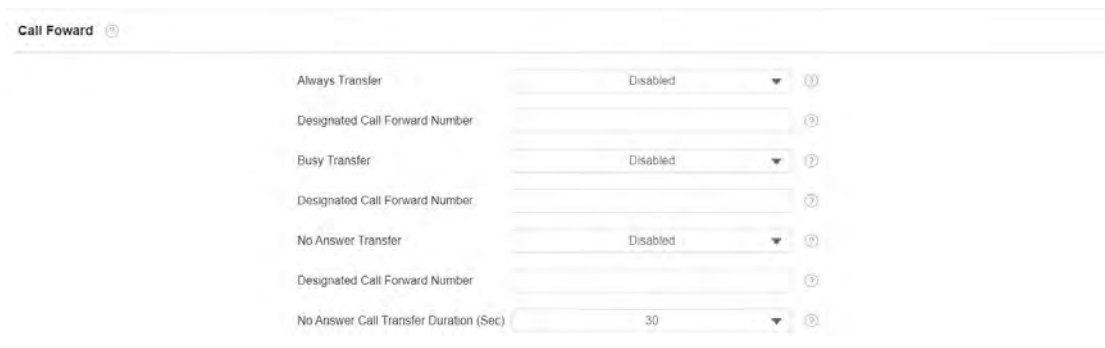 Call Foward
Always Transfer Disabled
Designated Call Forward Number
Busy Transfer Disabled
Designated Call Forward Number
No Answer Transfer Disabled
Designated Call Forward Number
No Answer Call Transfer Duration (Sec) 30